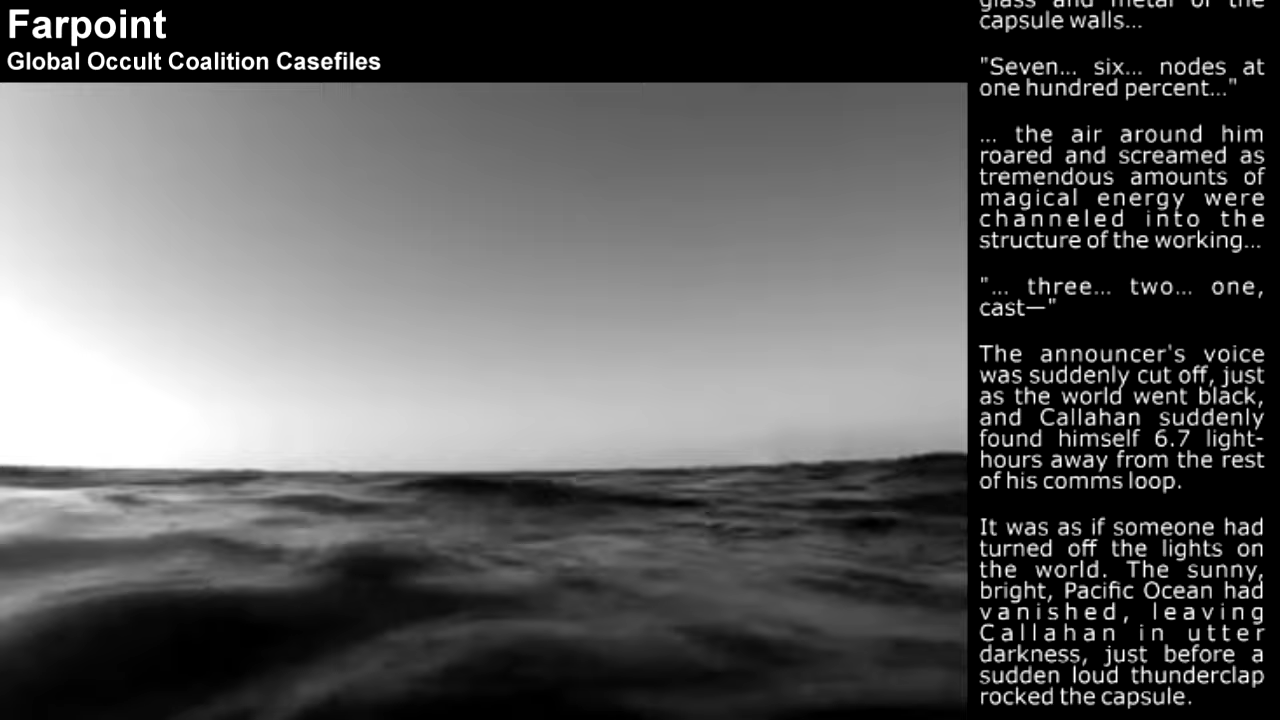 Farpoint
Global Occult Coalition Casefiles
glass and metal of the
capsule walls...
"Seven... six... nodes at
one hundred percent..."
... the air around him
roared and screamed as
tremendous amounts of
magical energy were
channeled into the
structure of the working...
"... three... two... one,
cast—"
The announcer's voice
was suddenly cut off, just
as the world went black,
and Callahan suddenly
found himself 6.7 light-
hours away from the rest
of his comms loop.
It was as if someone had
turned off the lights on
the world. The sunny,
bright, Pacific Ocean had
vanished, leaving
Callahan in utter
darkness, just before a
sudden loud thunderclap
rocked the capsule.